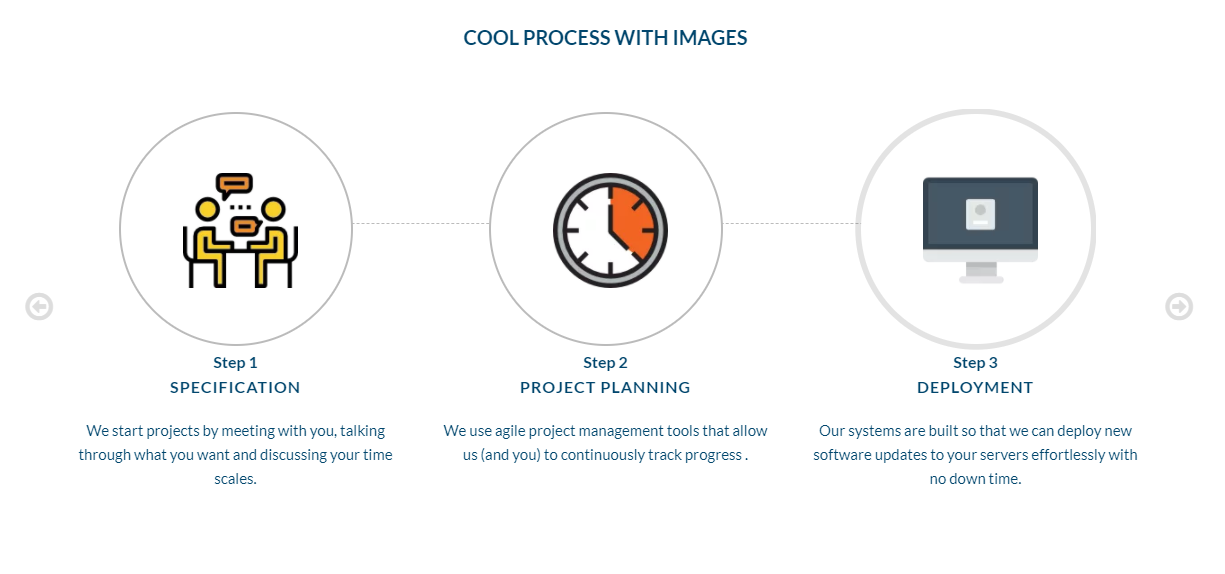 COOL PROCESS WITH IMAGES
Step 1
SPECIFICATION
We start projects by meeting with you, talking
through what you want and discussing your time
scales.
Step 2
PROJECT PLANNING
We use agile project management tools that allow
us (and you) to continuously track progress .
Step 3
DEPLOYMENT
Our systems are built so that we can deploy new
software updates to your servers effortlessly with
no down time.